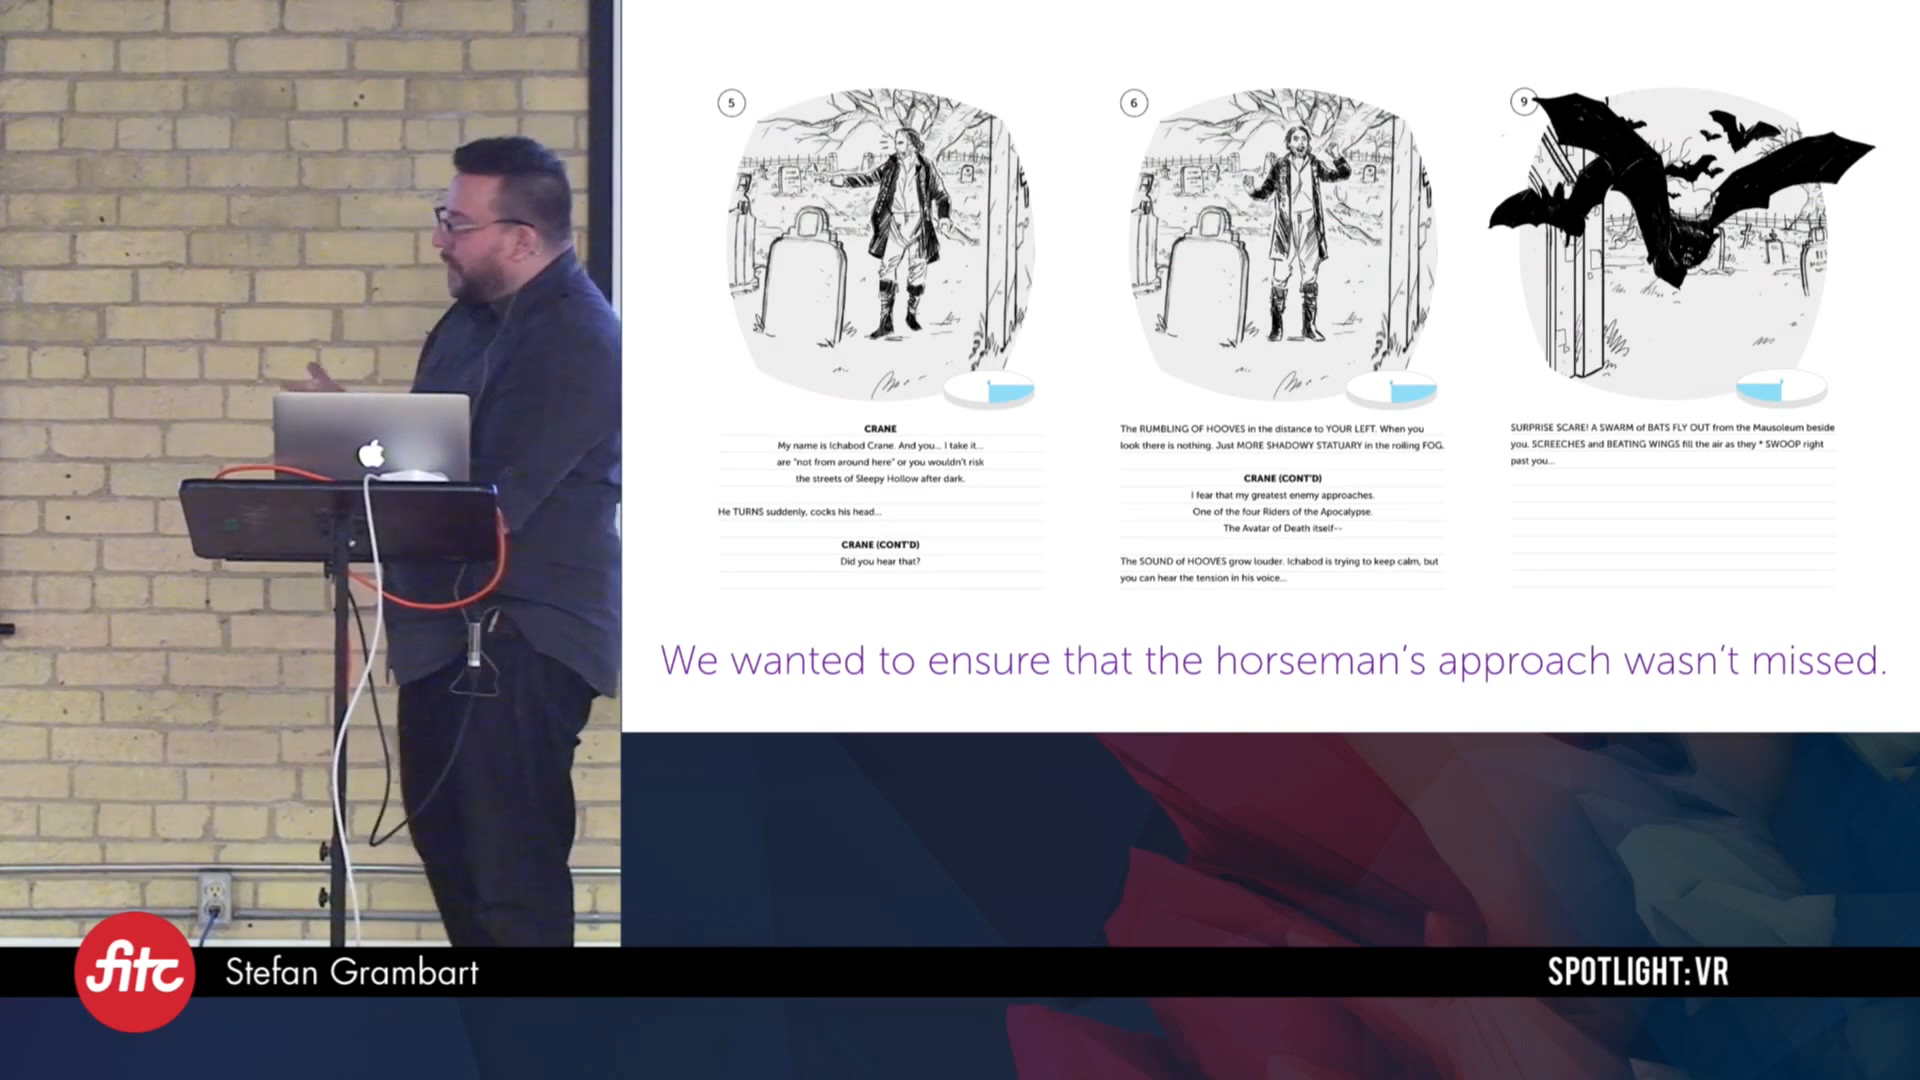 5
CRANE
My name is Ichabod Crane. And you... I take it...
are "not from around here" or you wouldn't risk
the streets of Sleepy Hollow after dark.
He TURNS suddenly, cocks his head...
CRANE (CONT'D)
Did you hear that?
6
The RUMBLING OF HOOVES in the distance to YOUR LEFT. When you
look there is nothing. Just MORE SHADOWY STATUARY in the roiling FOG.
CRANE (CONT'D)
I fear that my greatest enemy approaches.
One of the four Riders of the Apocalypse.
The Avatar of Death itself--
The SOUND of HOOVES grow louder. Ichabod is trying to keep calm, but
you can hear the tension in his voice...
9
SURPRISE SCARE! A SWARM of BATS FLY OUT from the Mausoleum beside
you. SCREECHES and BEATING WINGS fill the air as they * SWOOP right
past you...
We wanted to ensure that the horseman's approach wasn't missed.
fitc
Stefan Grambart
SPOTLIGHT: VR